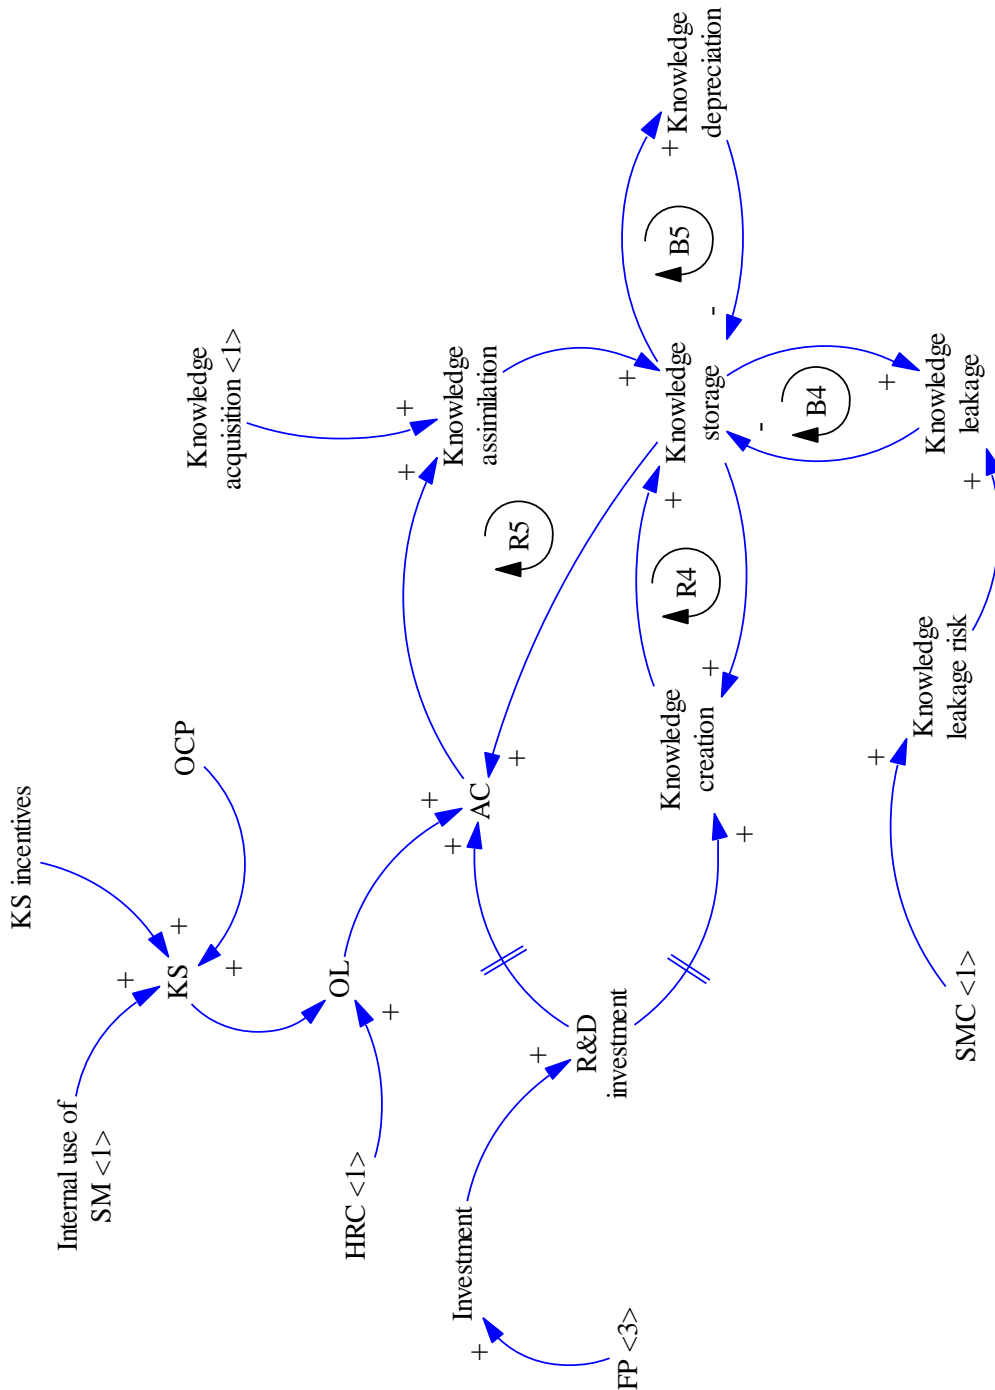 KS incentives
Internal use of
SM <1>
+
KS
+
+
OCP
Knowledge
acquisition <1>
HRC <1>
+
OL
+
+
AC
+
+
+
Knowledge
assimilation
R5
FP <3>
+
Investment
+
R&D
investment
+
Knowledge
creation
+
R4
+
+
Knowledge
storage
-
-
B5
+
Knowledge
depreciation
B4
+
Knowledge
leakage
+
SMC <1>
+
Knowledge
leakage risk